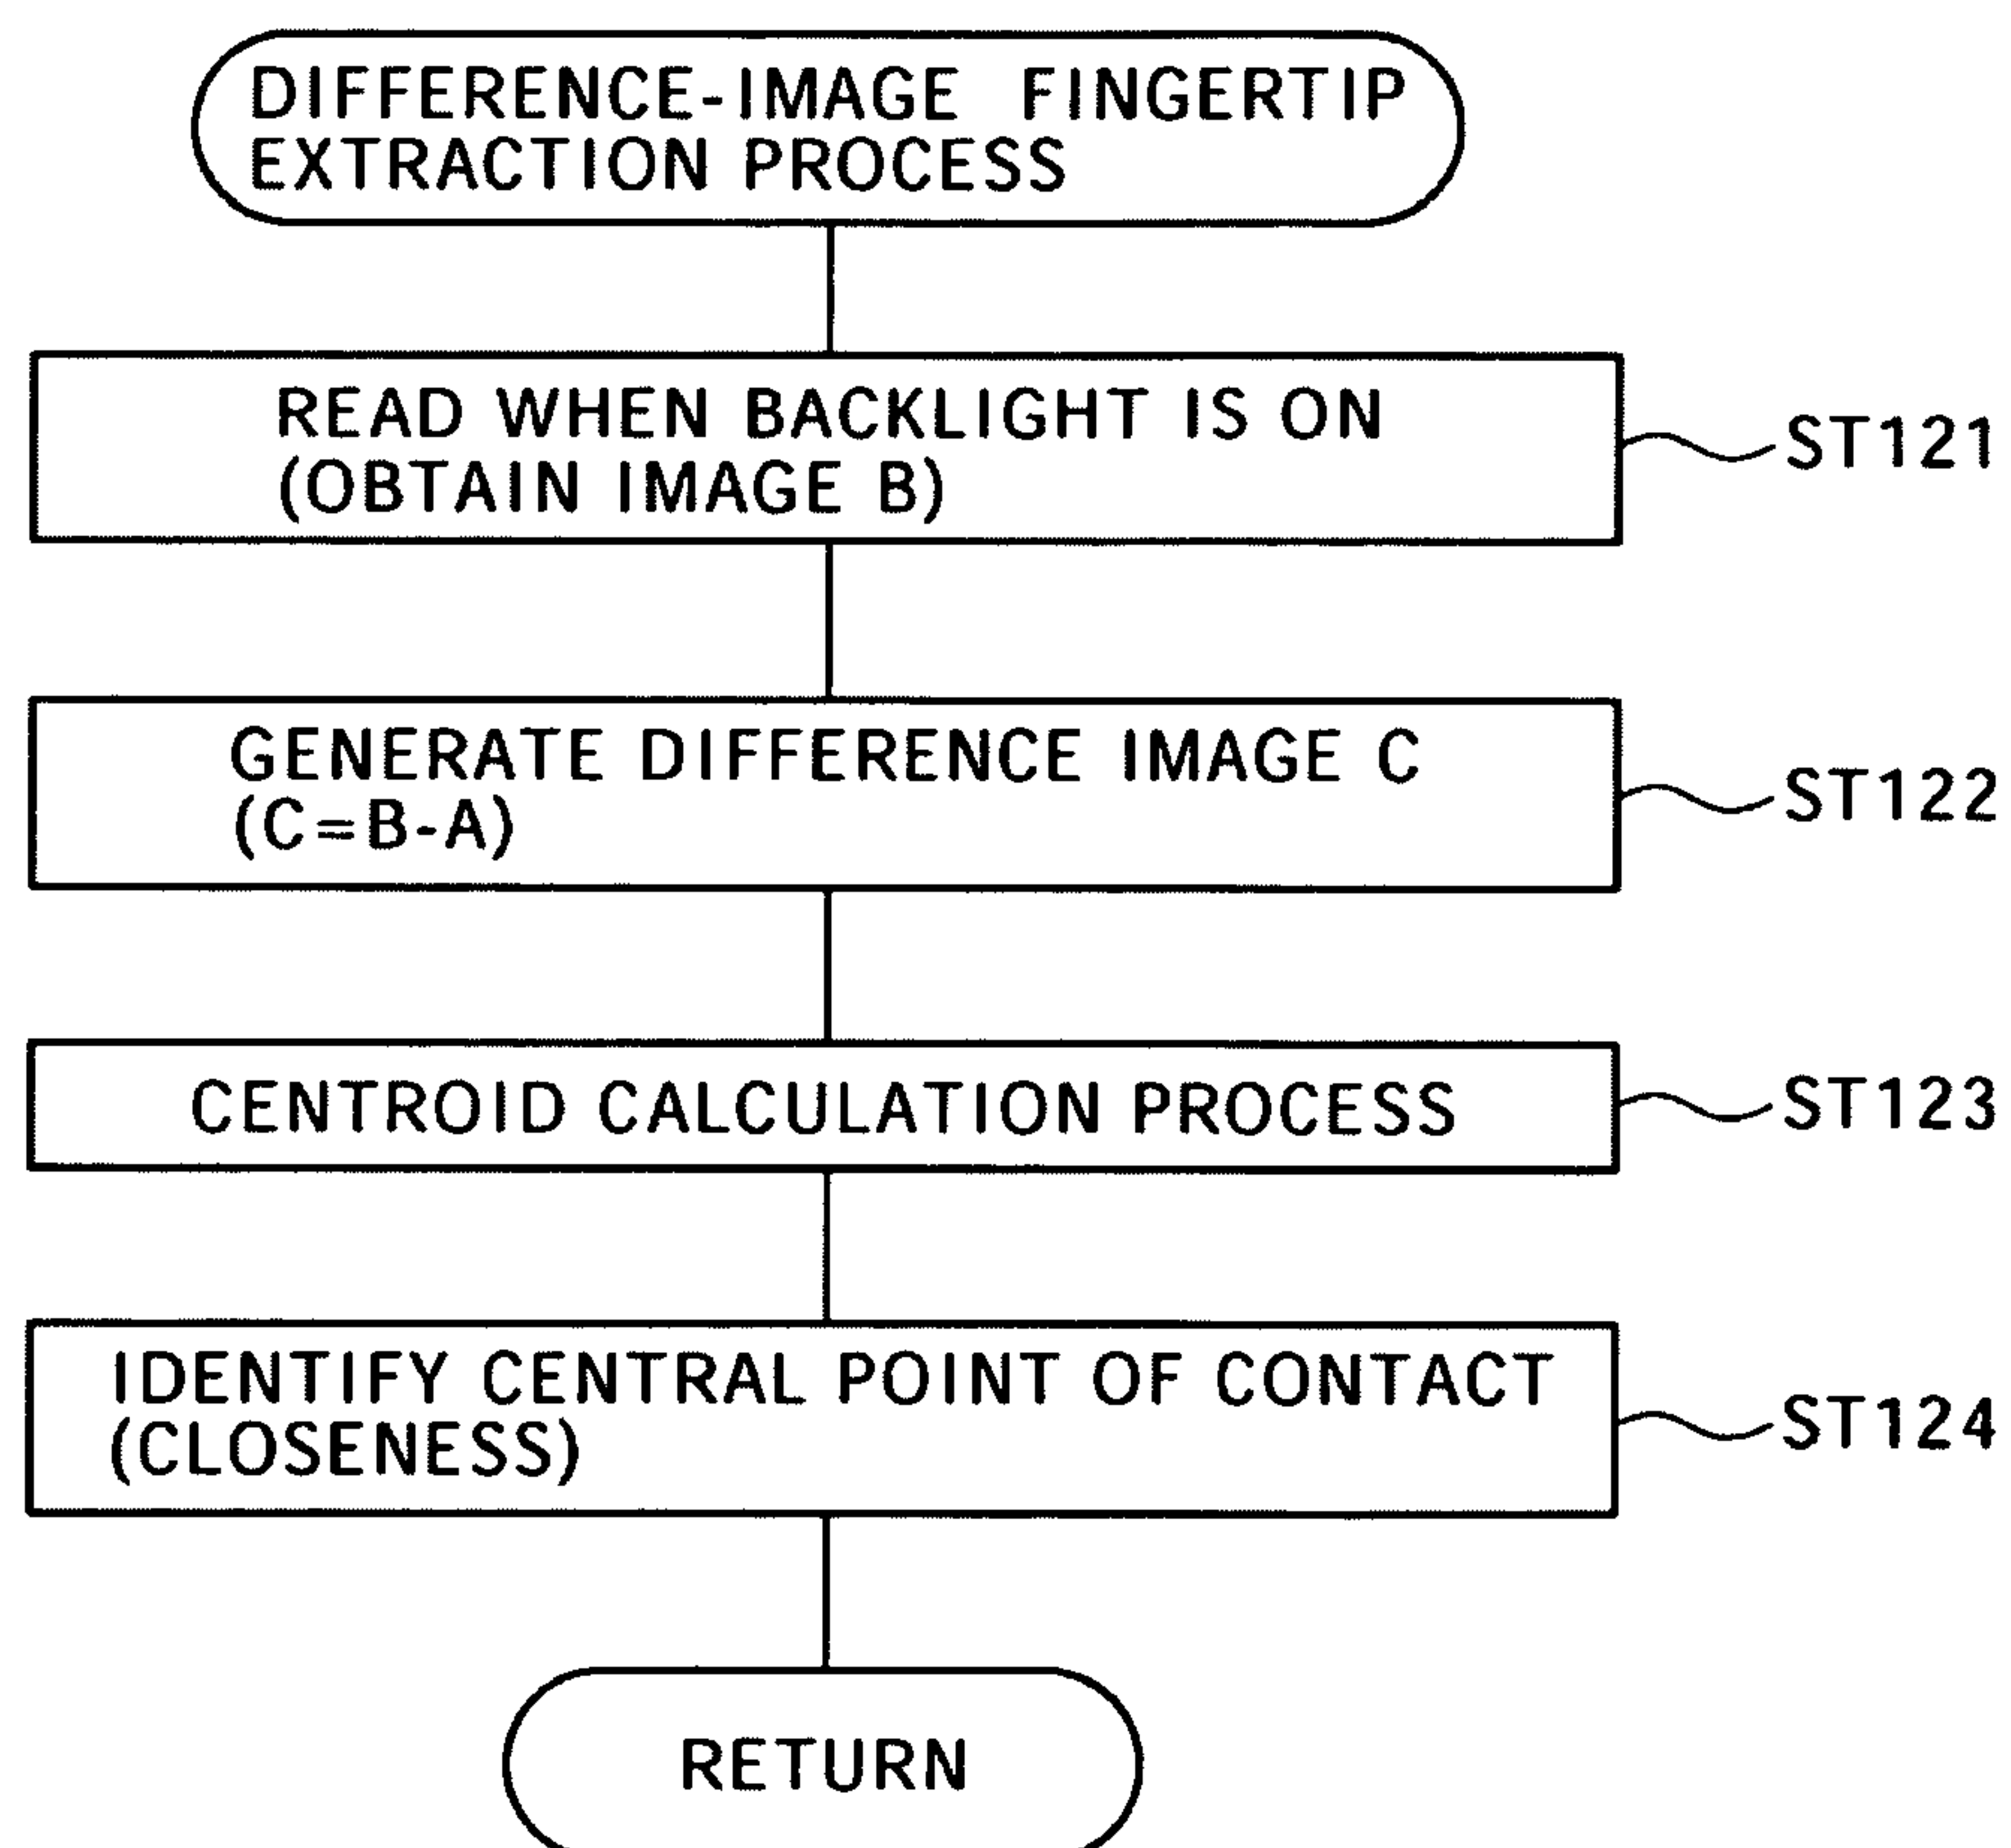 DIFFERENCE-IMAGE FINGERTIP
EXTRACTION PROCESS
READ WHEN BACKLIGHT IS ON
(OBTAIN IMAGE B)
ST121
GENERATE DIFFERENCE IMAGE C
(C=B-A)
ST122
CENTROID CALCULATION PROCESS
ST123
IDENTIFY CENTRAL POINT OF CONTACT
(CLOSENESS)
ST124
RETURN